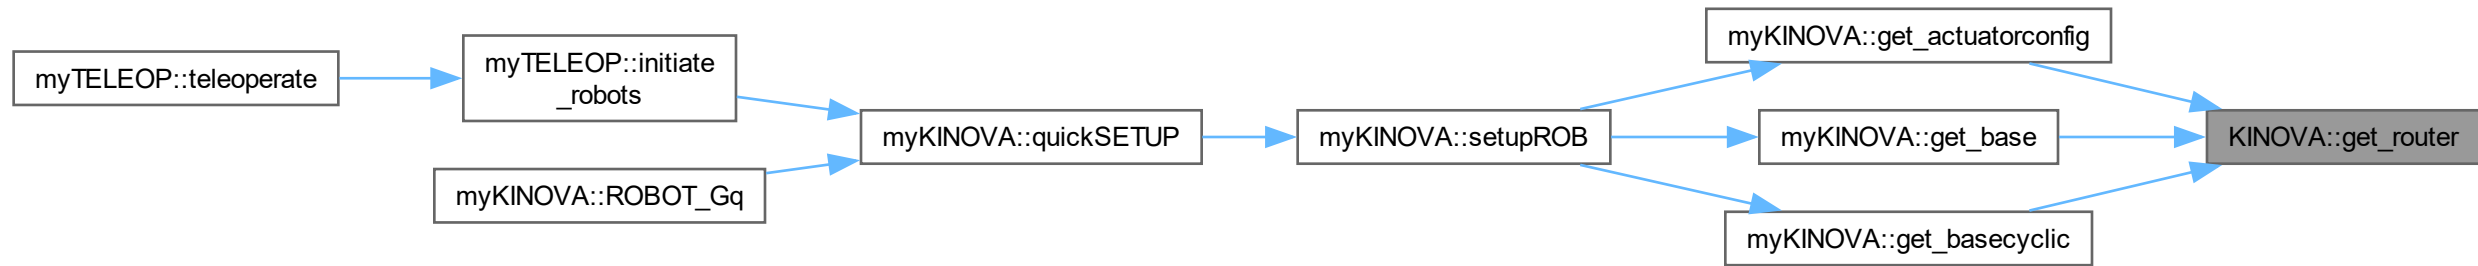 myTELEOP::teleoperate
myTELEOP::initiate
_robots
myKINOVA::ROBOT_Gq
myKINOVA::quickSETUP
myKINOVA::setupROB
myKINOVA::get_actuatorconfig
myKINOVA::get_base
myKINOVA::get_basecyclic
KINOVA::get_router